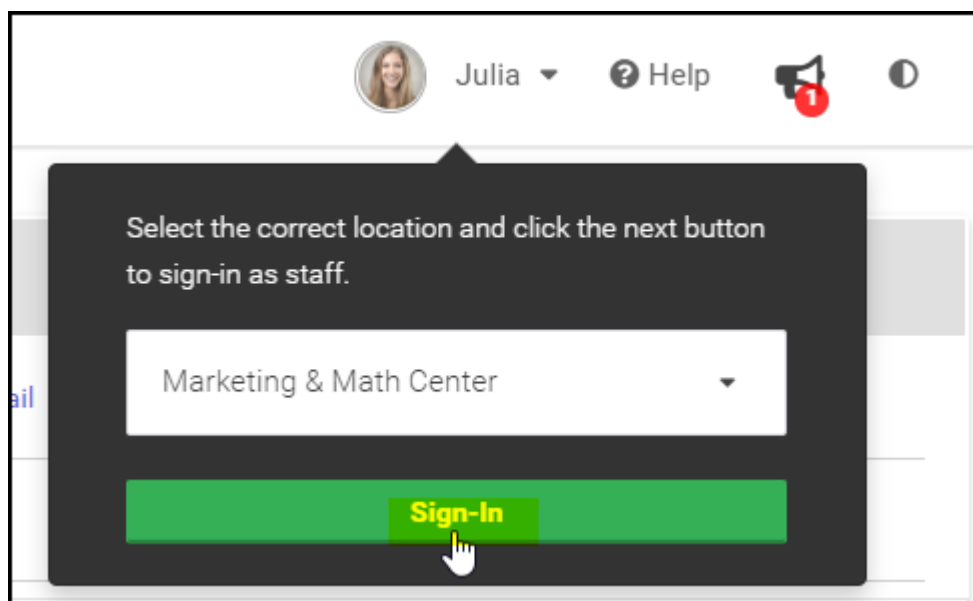 Julia
Help
1
Select the correct location and click the next button
to sign-in as staff.
Marketing & Math Center
ail
Sign-In